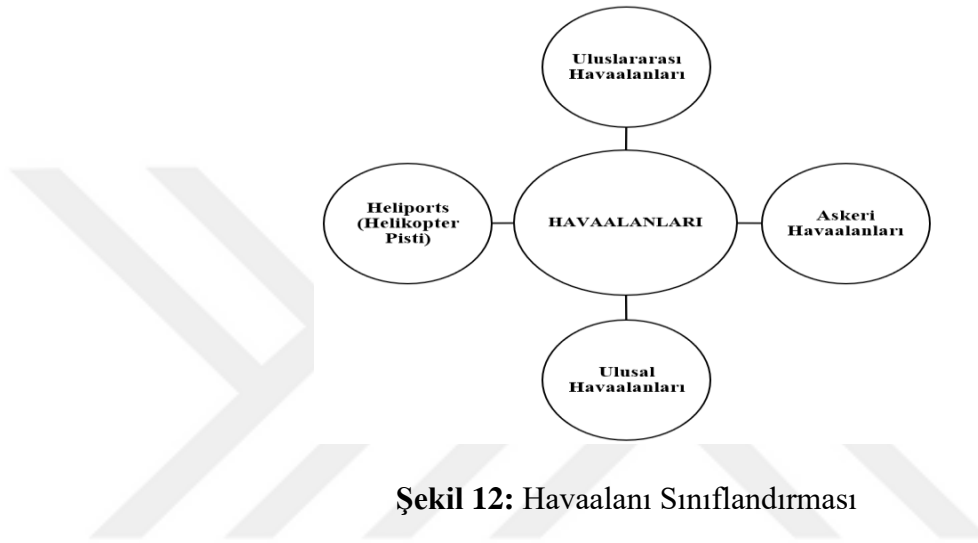 Uluslararası
Havaalanları
Heliports
(Helikopter
Pisti)
HAVAALANLARI
Askeri
Havaalanları
Ulusal
Havaalanları
Şekil 12: Havaalanı Sınıflandırması